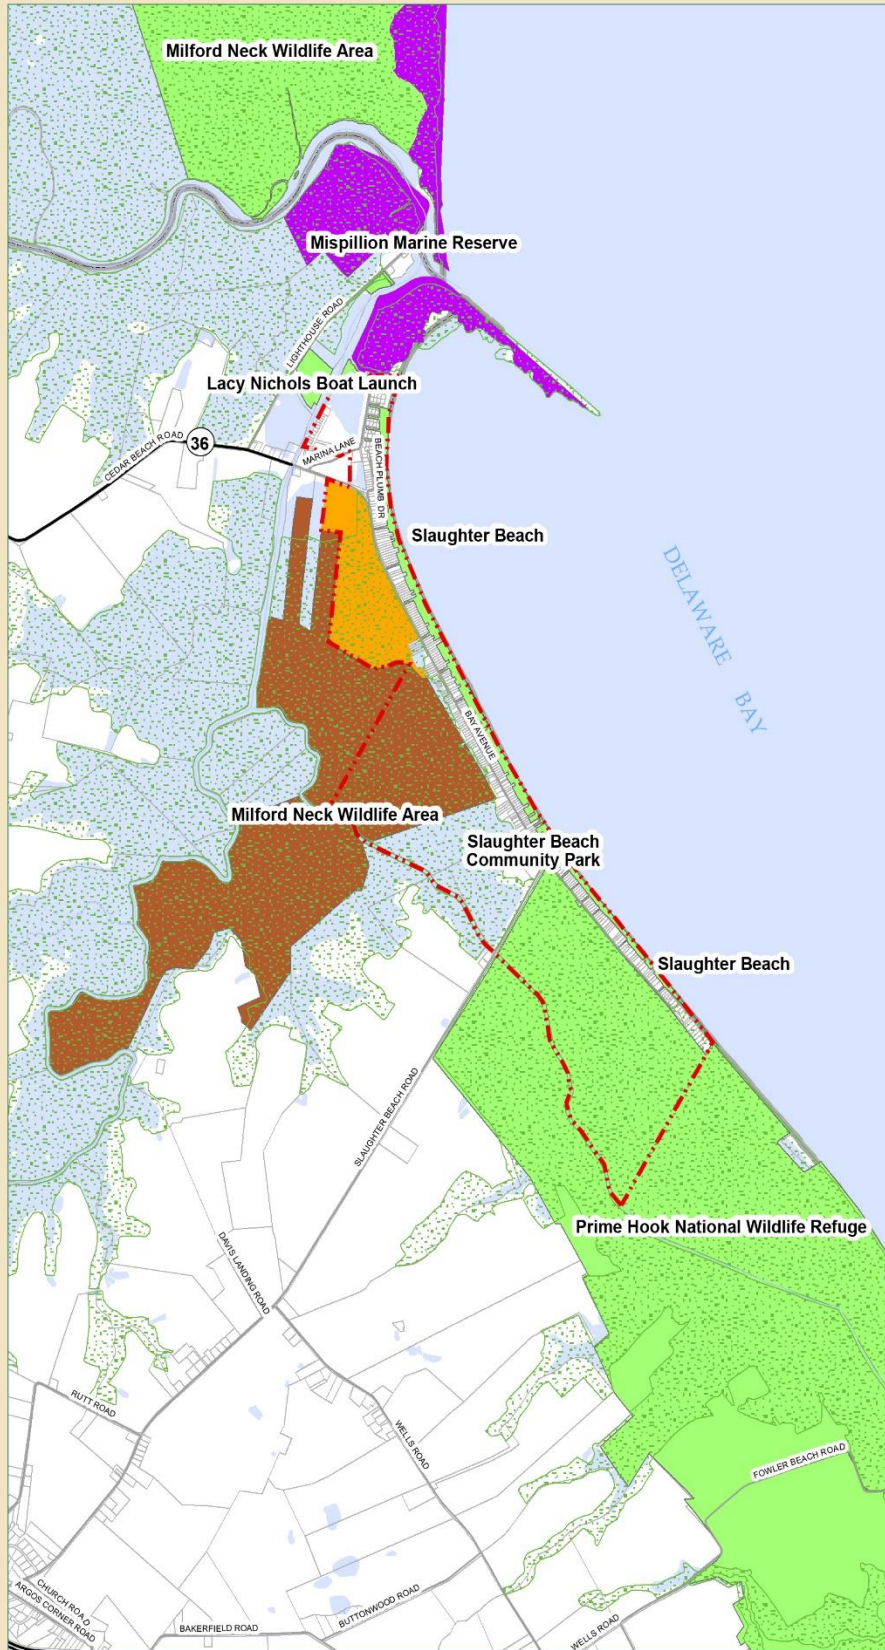 Milford Neck Wildlife Area
Mispillion Marine Reserve
LIGHTHOUSE ROAD
Lacy Nichols Boat Launch
CEDAR BEACH ROAD
36
MARINA LANE
BEACH PLUMB DR
Slaughter Beach
DELAWARE BAY
BAY AVENUE
Milford Neck Wildlife Area
Slaughter Beach
Community Park
Slaughter Beach
SLAUGHTER BEACH ROAD
Prime Hook National Wildlife Refuge
DAVIS LANDING ROAD
RUTT ROAD
WELLS ROAD
FOWLER BEACH ROAD
CHURCH ROAD
ARGOS CORNER ROAD
BUTTONWOOD ROAD
BAKERFIELD ROAD
WELLS ROAD